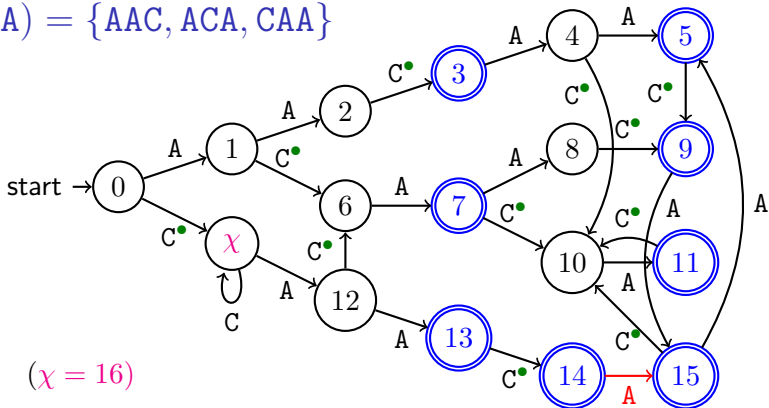 A) = {AAC, ACA, CAA}
4
A
5
A
C•
3
C•
C•
A
2
C•
8
9
A
1
C•
A
A
start
0
6
A
7
C•
C•
A
A
C•
χ
C•
10
11
A
A
12
C
A
13
C•
C•
14
15
A
(χ = 16)